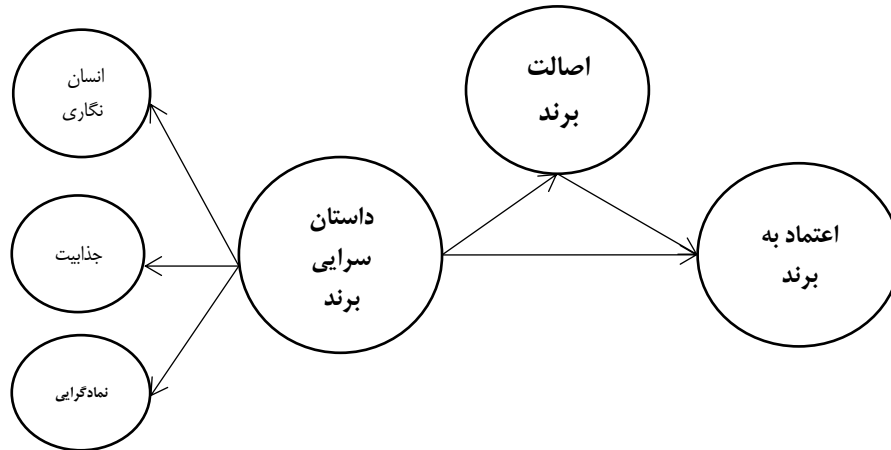 اصالت
برند
انسان
نگاری
داستان
سرایی
برند
اعتماد به
برند
جذابیت
نمادگرایی